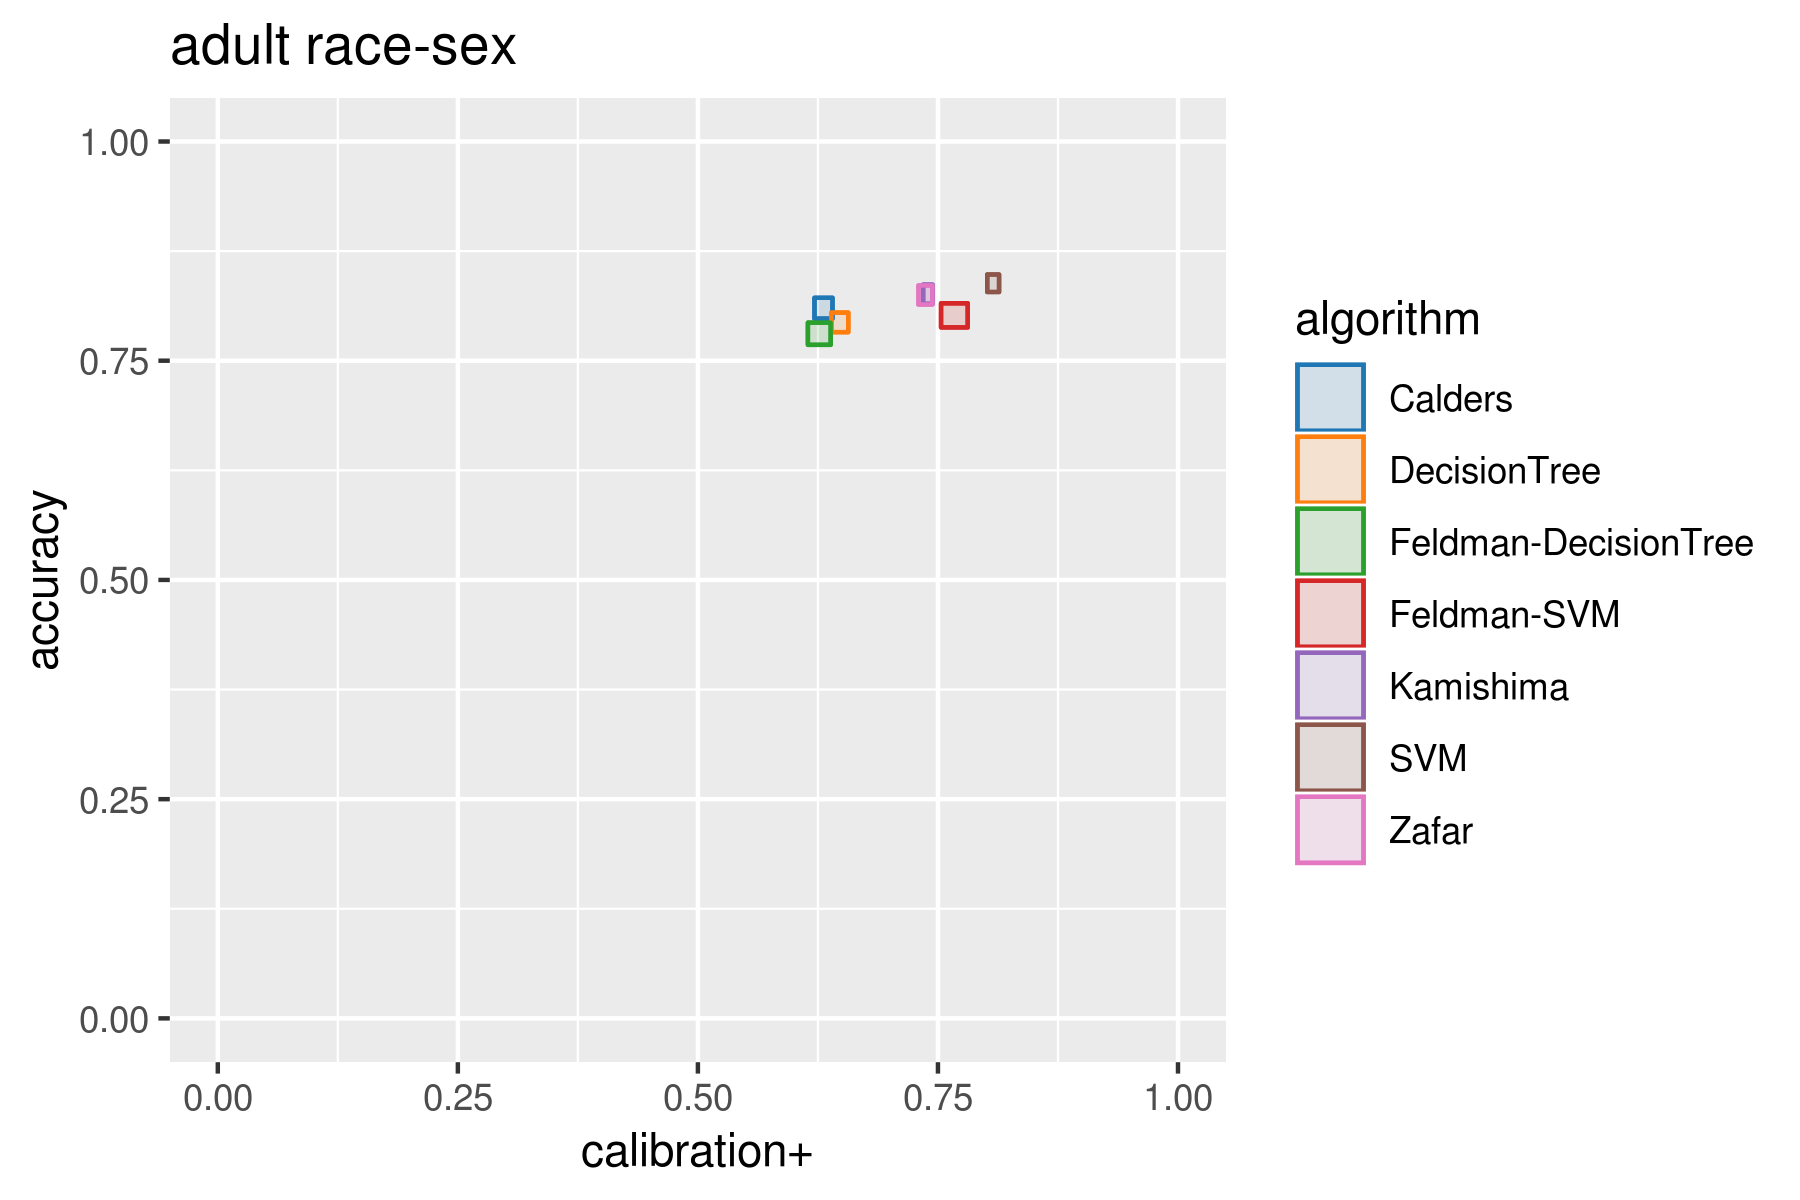 adult race-sex
accuracy
1.00
0.75
0.50
0.25
0.00
0.00 0.25 0.50 0.75 1.00
calibration+
algorithm
Calders
DecisionTree
Feldman-DecisionTree
Feldman-SVM
Kamishima
SVM
Zafar